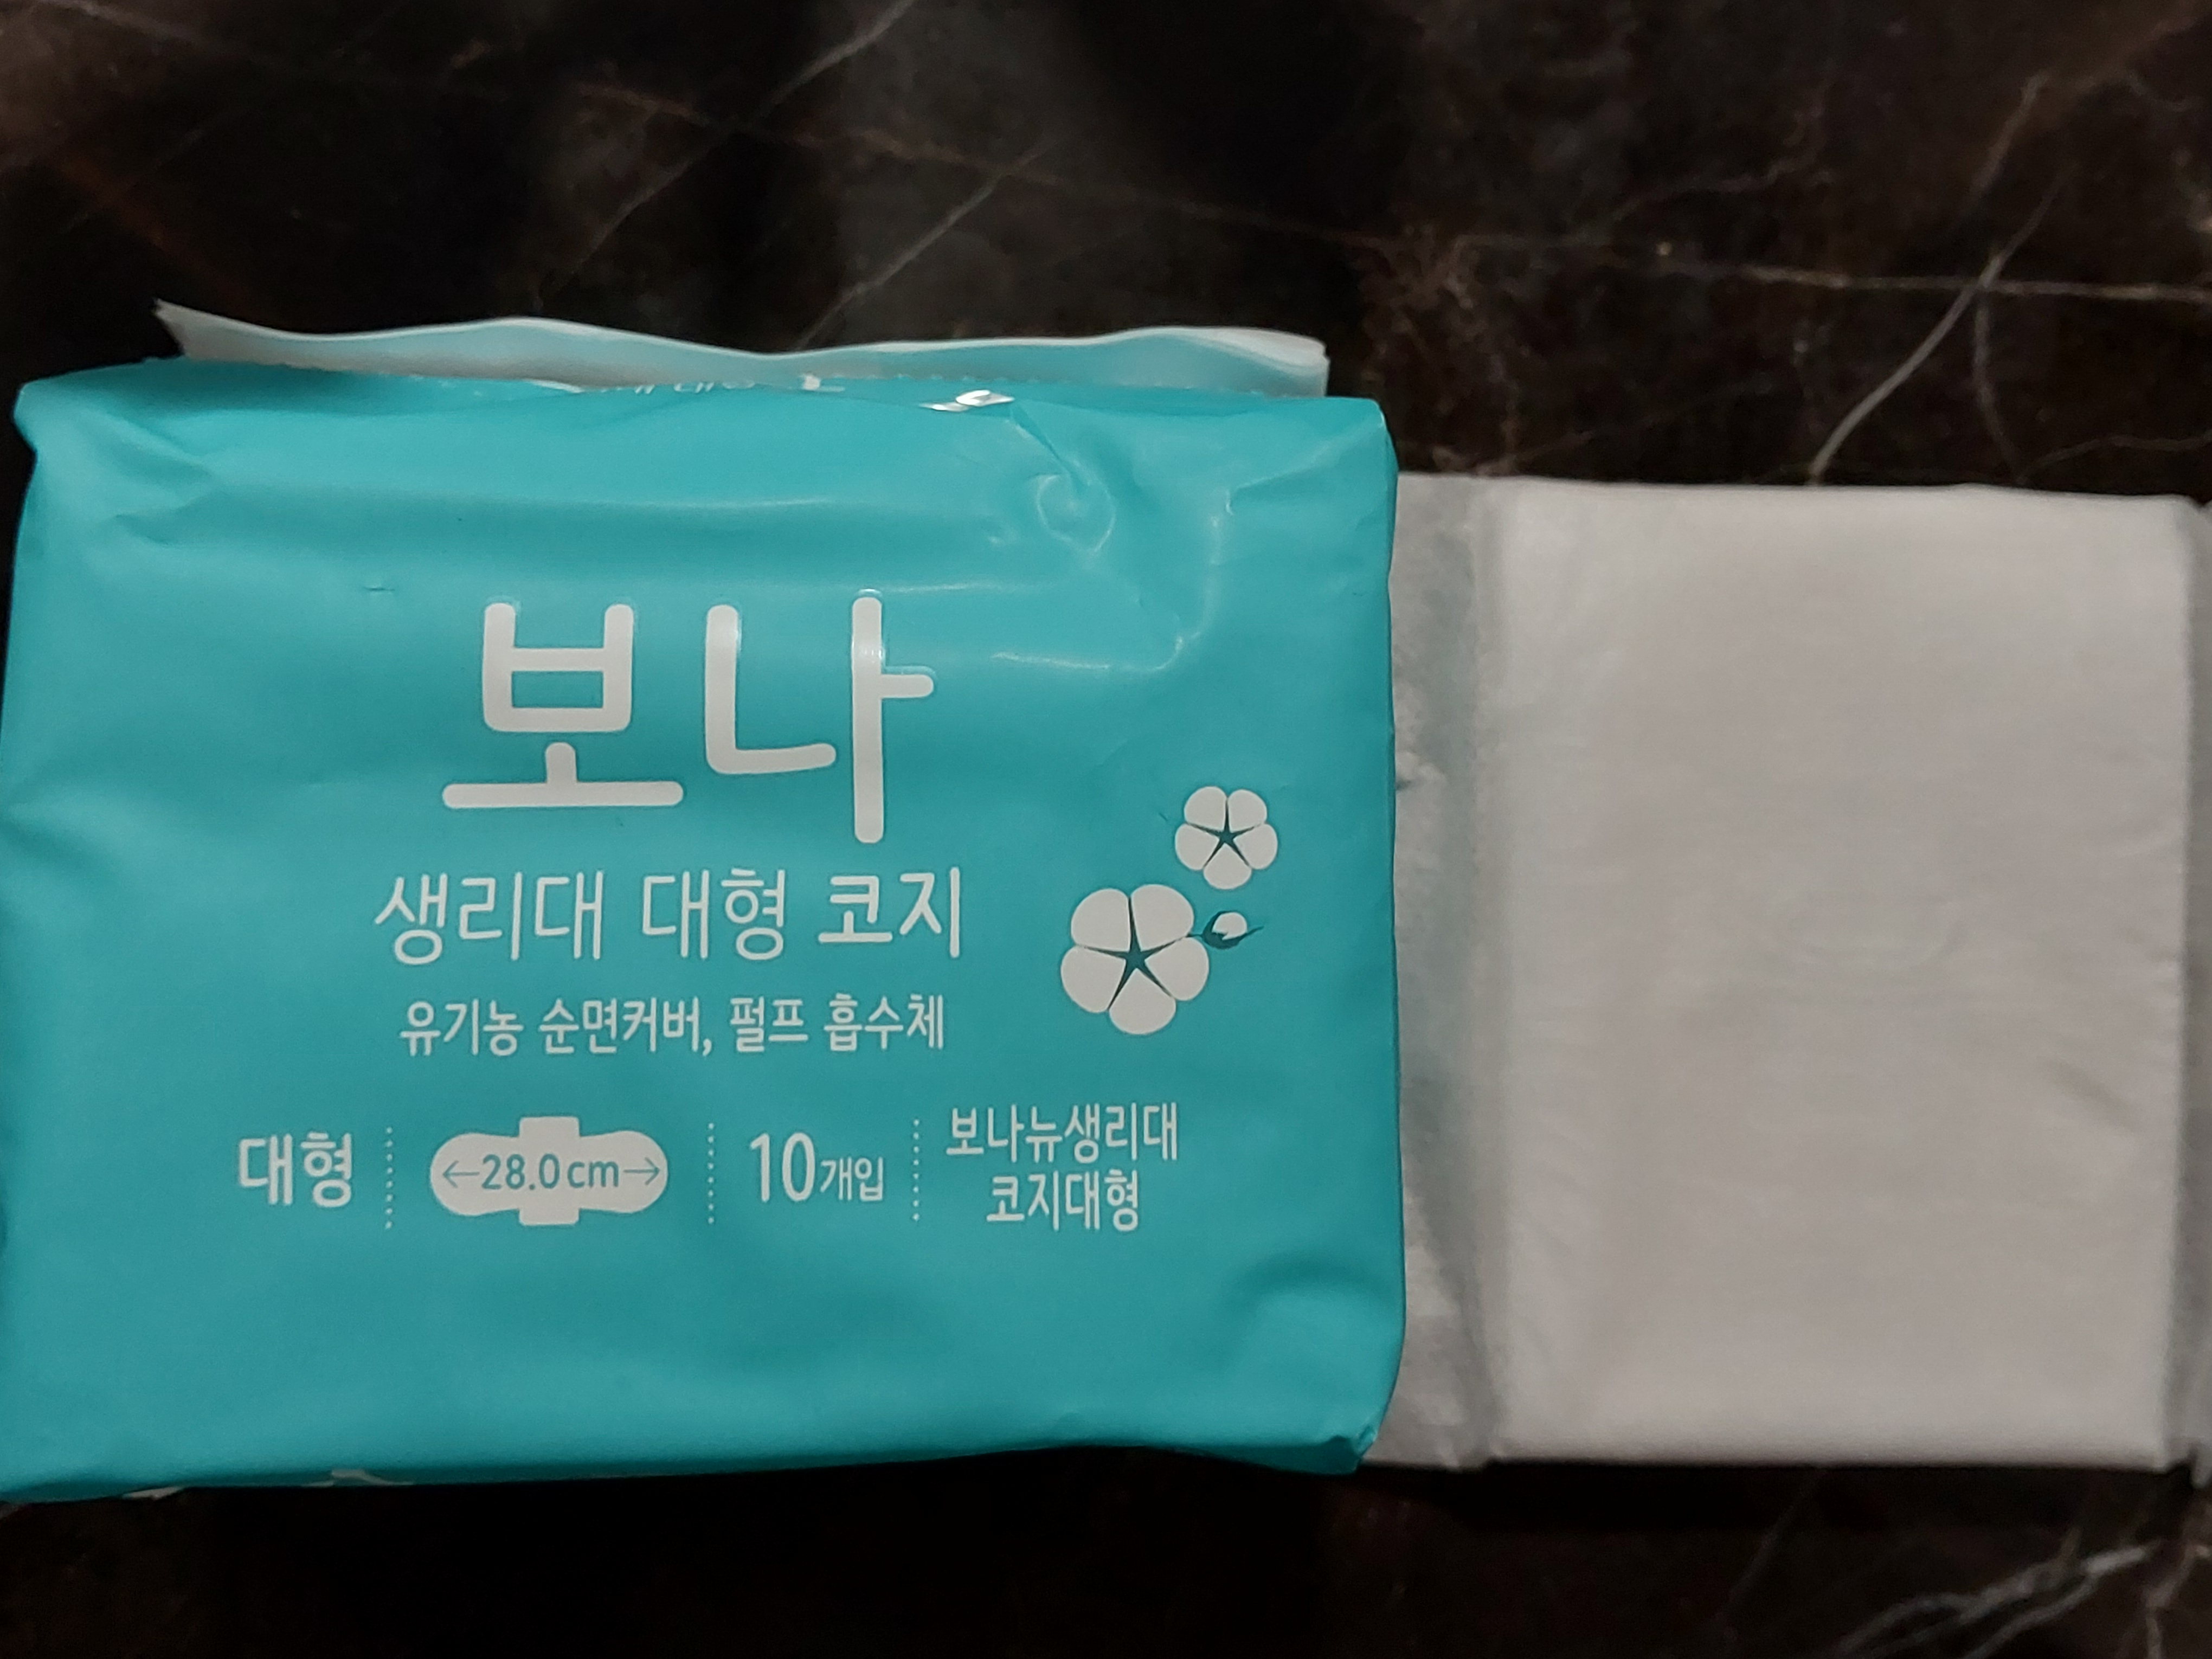 보나
생리대 대형 코지
유기농 순면커버, 펄프 흡수체
대형
←28.0cm→
10개입
보나뉴생리대
코지대형